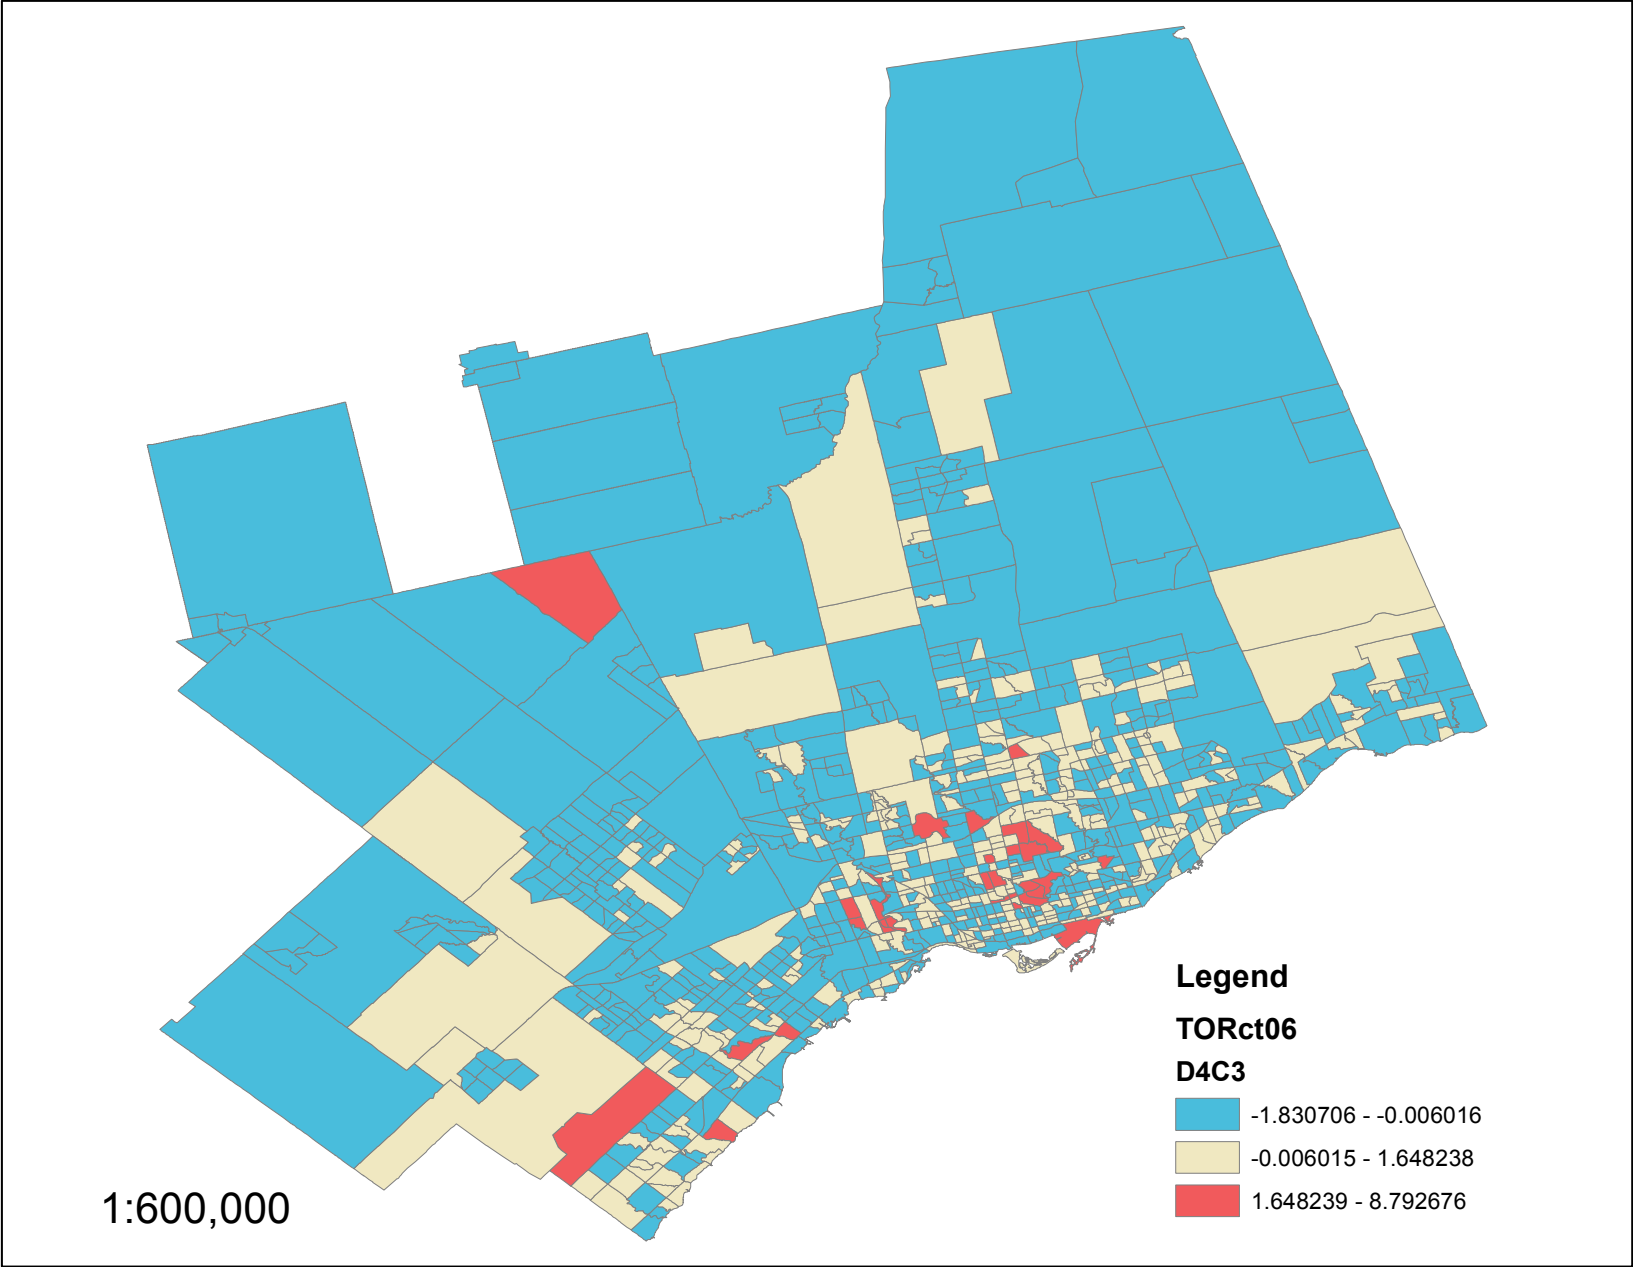 Legend
TORct06
D4C3
-1.830706 - -0.006016
-0.006015 - 1.648238
1.648239 - 8.792676
1:600,000